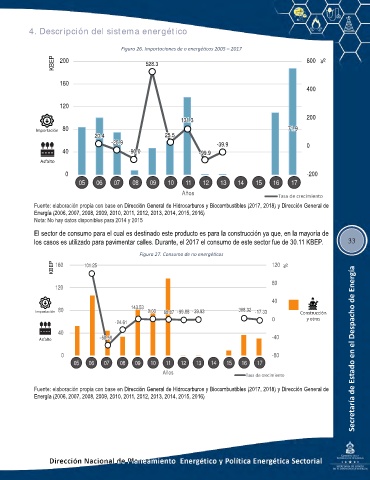 4. Descripción del sistema energético
Figura 26. Importaciones de no energéticos 2005 – 2017
KBEP
200
160
120
80
40
0
600 %
400
200
0
-200
528.3
131.3
-39.9
05 06 07 08 09 10 11 12 13 14 15 16 17
Años
Tasa de crecimiento
Importación
Asfalto
Fuente: elaboración propia con base en Dirección General de Hidrocarburos y Biocombustibles (2017, 2018) y Dirección General de
Energía (2006, 2007, 2008, 2009, 2010, 2011, 2012, 2013, 2014, 2015, 2016).
Nota: No hay datos disponibles para 2014 y 2015
El sector de consumo para el cual es destinado este producto es para la construcción ya que, en la mayoría de
los casos es utilizado para pavimentar calles. Durante, el 2017 el consumo de este sector fue de 30.11 KBEP.
33
Figura 27. Consumo de no energéticos
KBEP
160
120
80
40
0
120 %
80
40
0
-40
05 06 07 08 09 10 11 12 13 14 15 16 17
Años
Tasa de crecimiento
Importación
Asfalto
Construcción
y otros
Fuente: elaboración propia con base en Dirección General de Hidrocarburos y Biocombustibles (2017, 2018) y Dirección General de
Energía (2006, 2007, 2008, 2009, 2010, 2011, 2012, 2013, 2014, 2015, 2016).
Secretaría de Estado en el Despacho de Energía
Dirección Nacional de Planeamiento Energético y Política Energética Sectorial